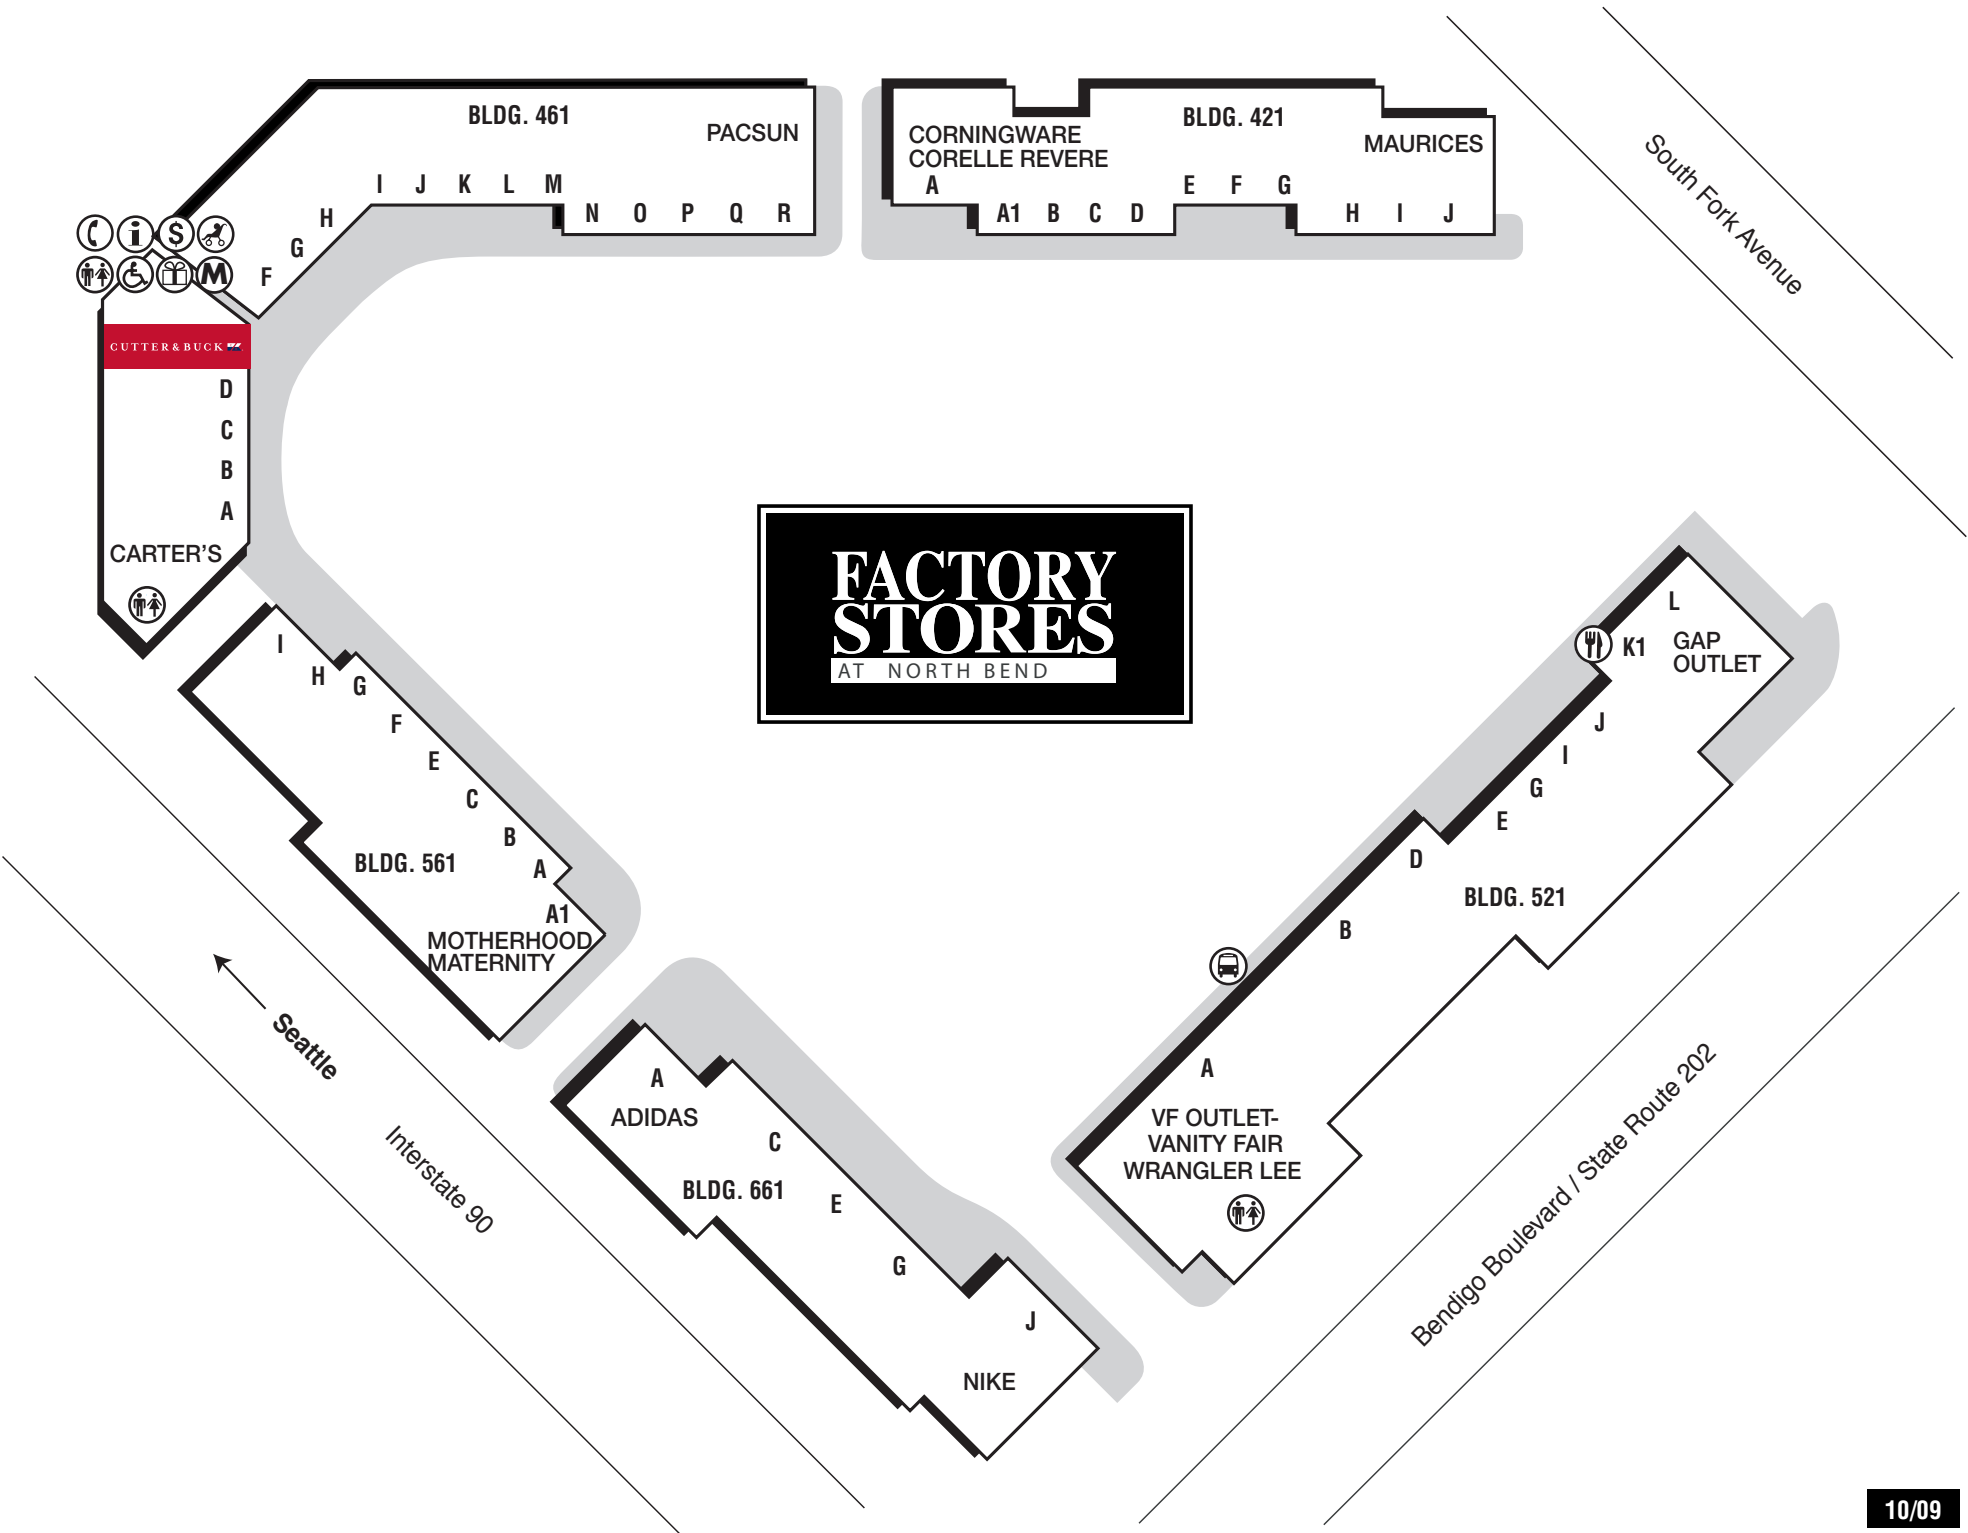 BLDG. 461
PACSUN
I J K L M
N O P Q R
H
G
F
$
i
M
CUTTER & BUCK
D
C
B
A
CARTER'S
CORNINGWARE
CORELLE REVERE
BLDG. 421
MAURICES
A
A1 B C D
E F G
H I J
South Fork Avenue
FACTORY
STORES
AT NORTH BEND
I
H
G
F
E
C
B
A
A1
BLDG. 561
MOTHERHOOD
MATERNITY
Seattle
Interstate 90
A
ADIDAS
C
BLDG. 661
E
G
J
NIKE
L
K1
GAP
OUTLET
J
I
G
E
D
BLDG. 521
B
A
VF OUTLET-
VANITY FAIR
WRANGLER LEE
Bendigo Boulevard / State Route 202
10/09